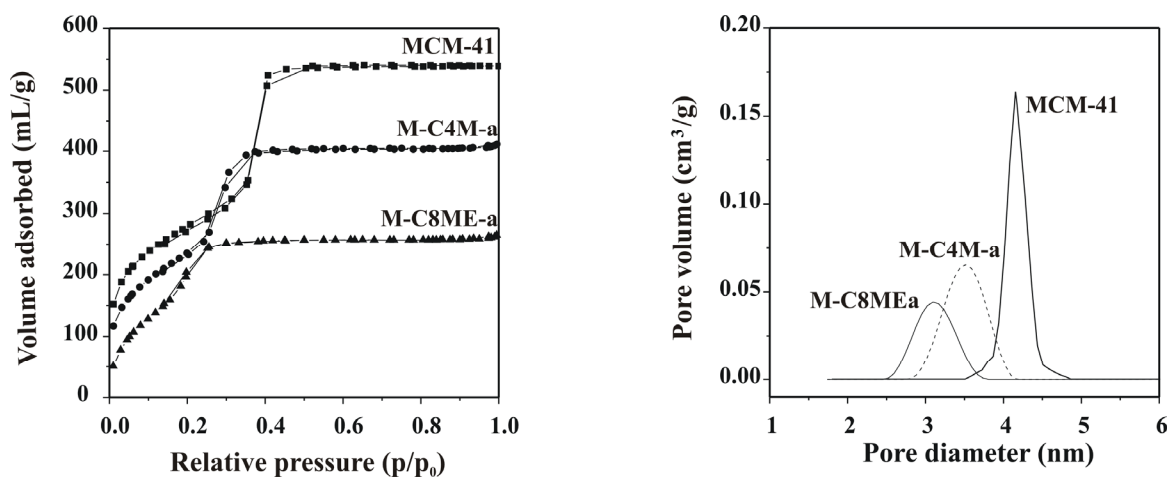 Volume adsorbed (mL/g)
600
500
400
300
200
100
0
MCM-41
M-C4M-a
M-C8ME-a
0.0 0.2 0.4 0.6 0.8 1.0
Relative pressure (p/p0)
Pore volume (cm³/g)
0.20
0.15
0.10
0.05
0.00
MCM-41
M-C4M-a
M-C8MEa
1 2 3 4 5 6
Pore diameter (nm)